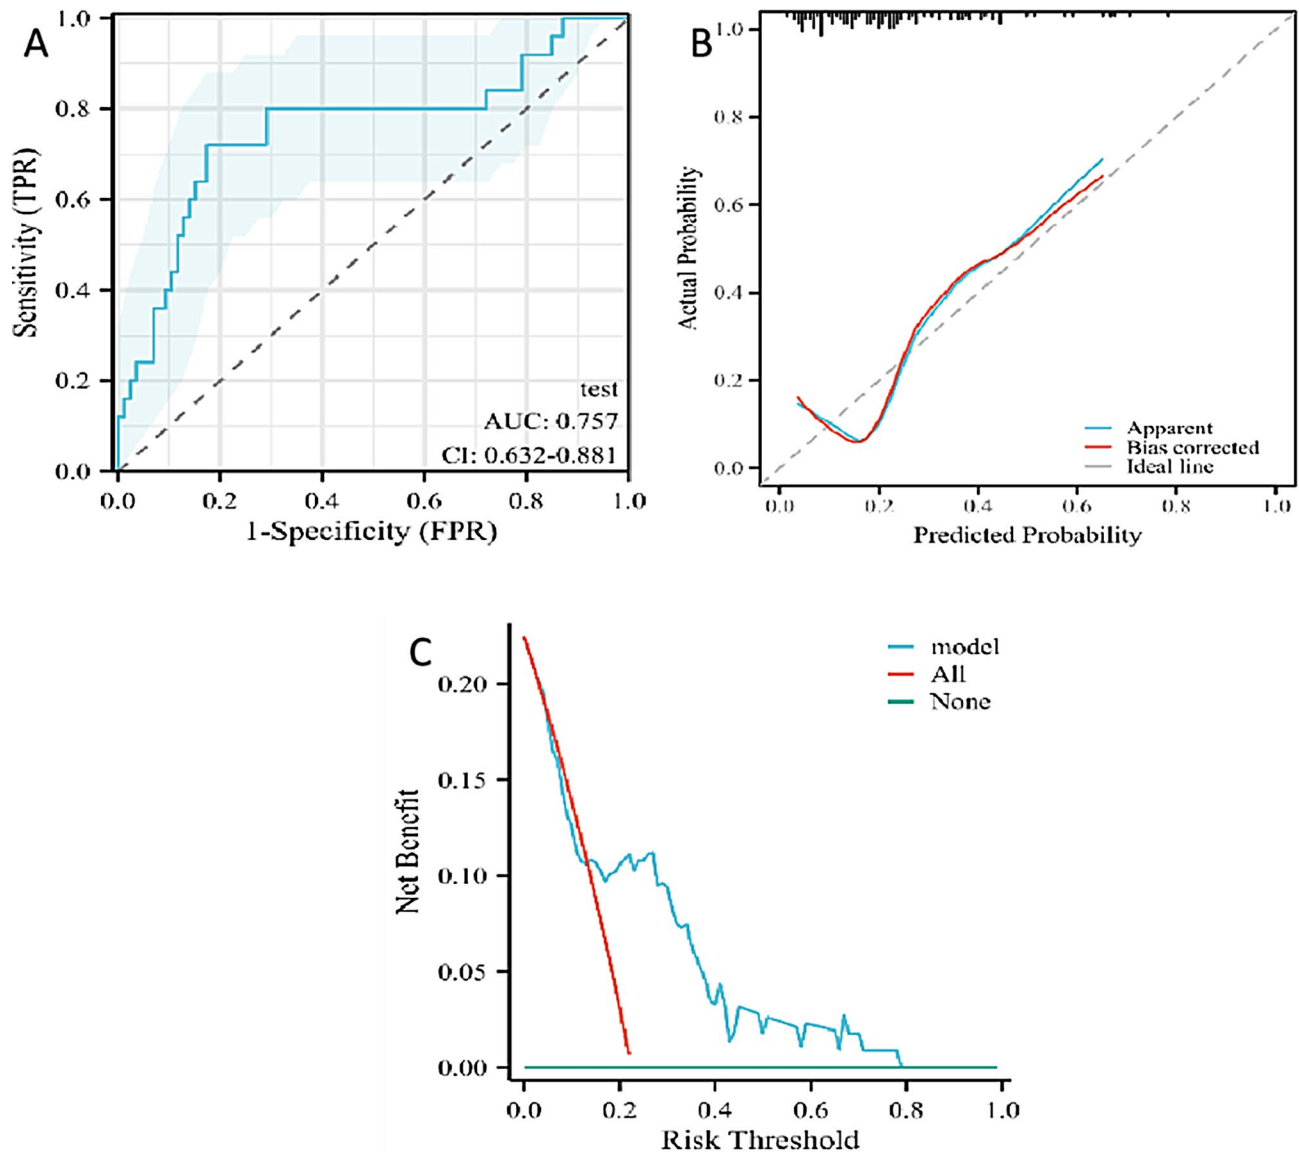 A
Sensitivity (TPR)
1.0
0.8
0.6
0.4
0.2
0.0
test
AUC: 0.757
CI: 0.632-0.881
0.0 0.2 0.4 0.6 0.8 1.0
1-Specificity (FPR)
B
Actual Probability
1.0
0.8
0.6
0.4
0.2
0.0
Apparent
Bias corrected
Ideal line
0.0 0.2 0.4 0.6 0.8 1.0
Predicted Probability
C
Net Benefit
0.20
0.15
0.10
0.05
0.00
model
All
None
0.0 0.2 0.4 0.6 0.8 1.0
Risk Threshold